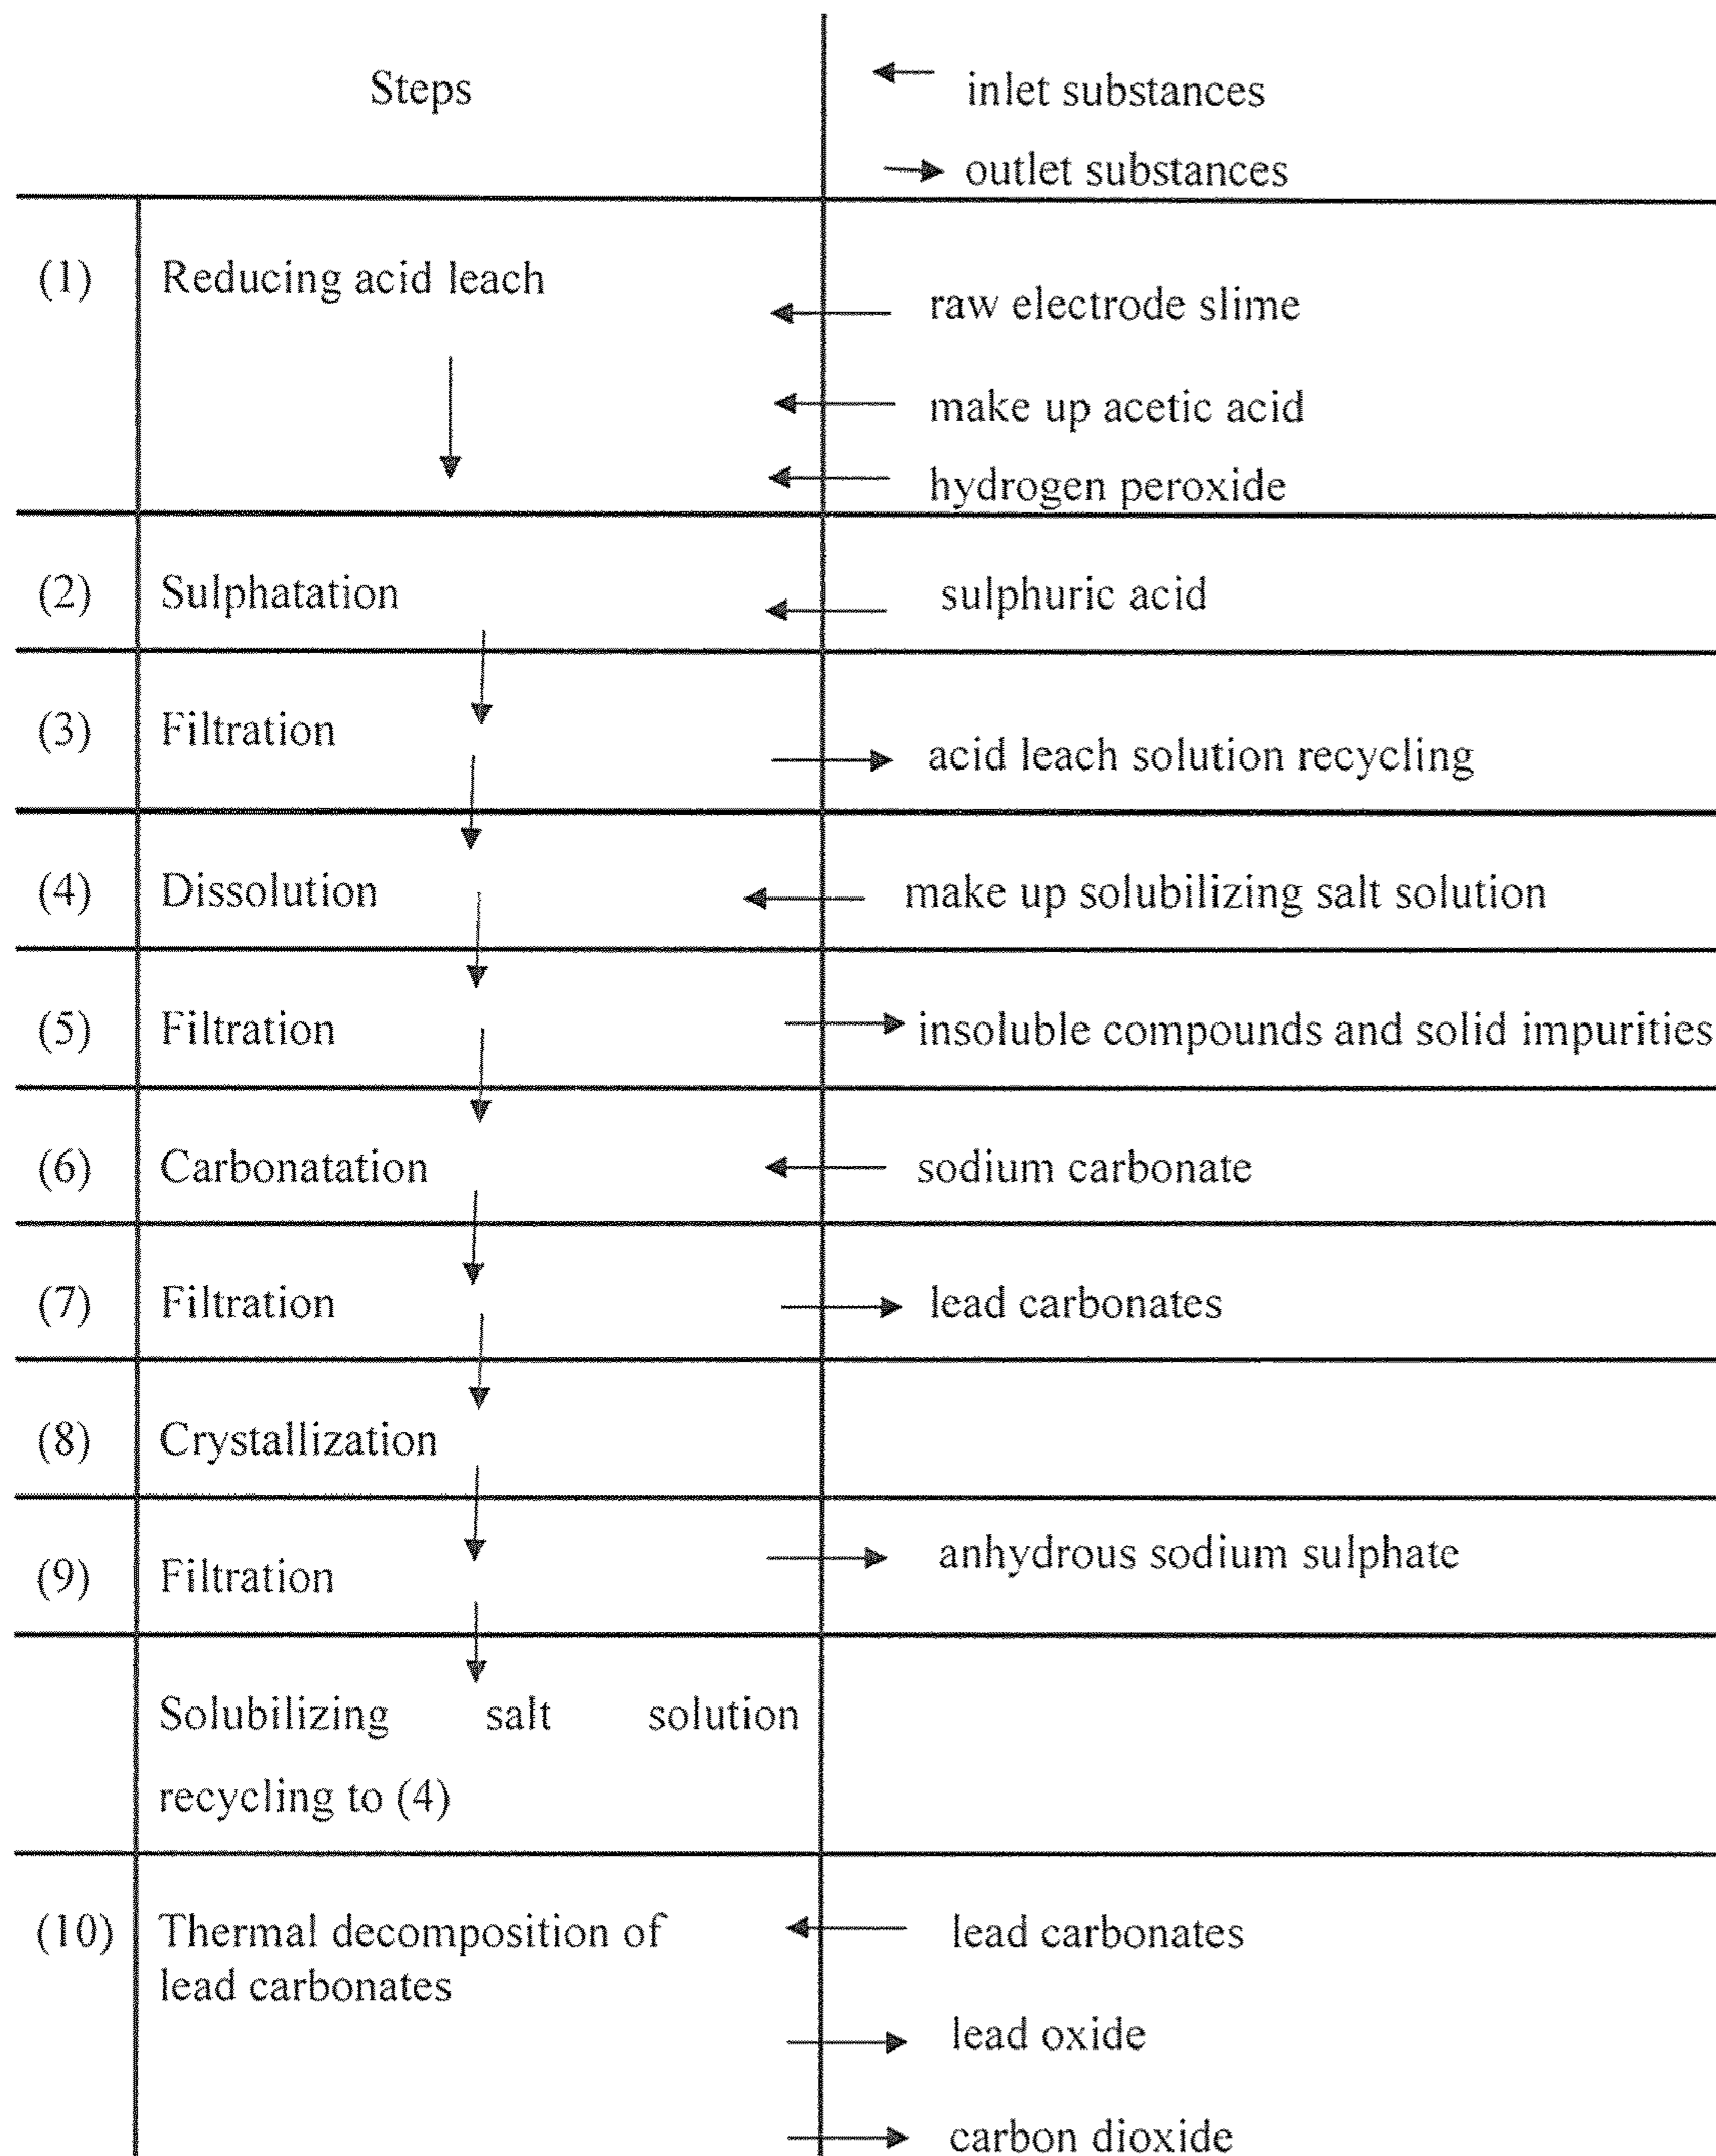 Steps
inlet substances
outlet substances
(1) Reducing acid leach
raw electrode slime
make up acetic acid
hydrogen peroxide
(2) Sulphatation sulphuric acid
(3) Filtration
acid leach solution recycling
(4) Dissolution make up solubilizing salt solution
(5) Filtration insoluble compounds and solid impurities
(6) Carbonatation sodium carbonate
(7) Filtration lead carbonates
(8) Crystallization
(9) Filtration anhydrous sodium sulphate
Solubilizing salt solution
recycling to (4)
(10) Thermal decomposition of lead carbonates
lead carbonates
lead oxide
carbon dioxide